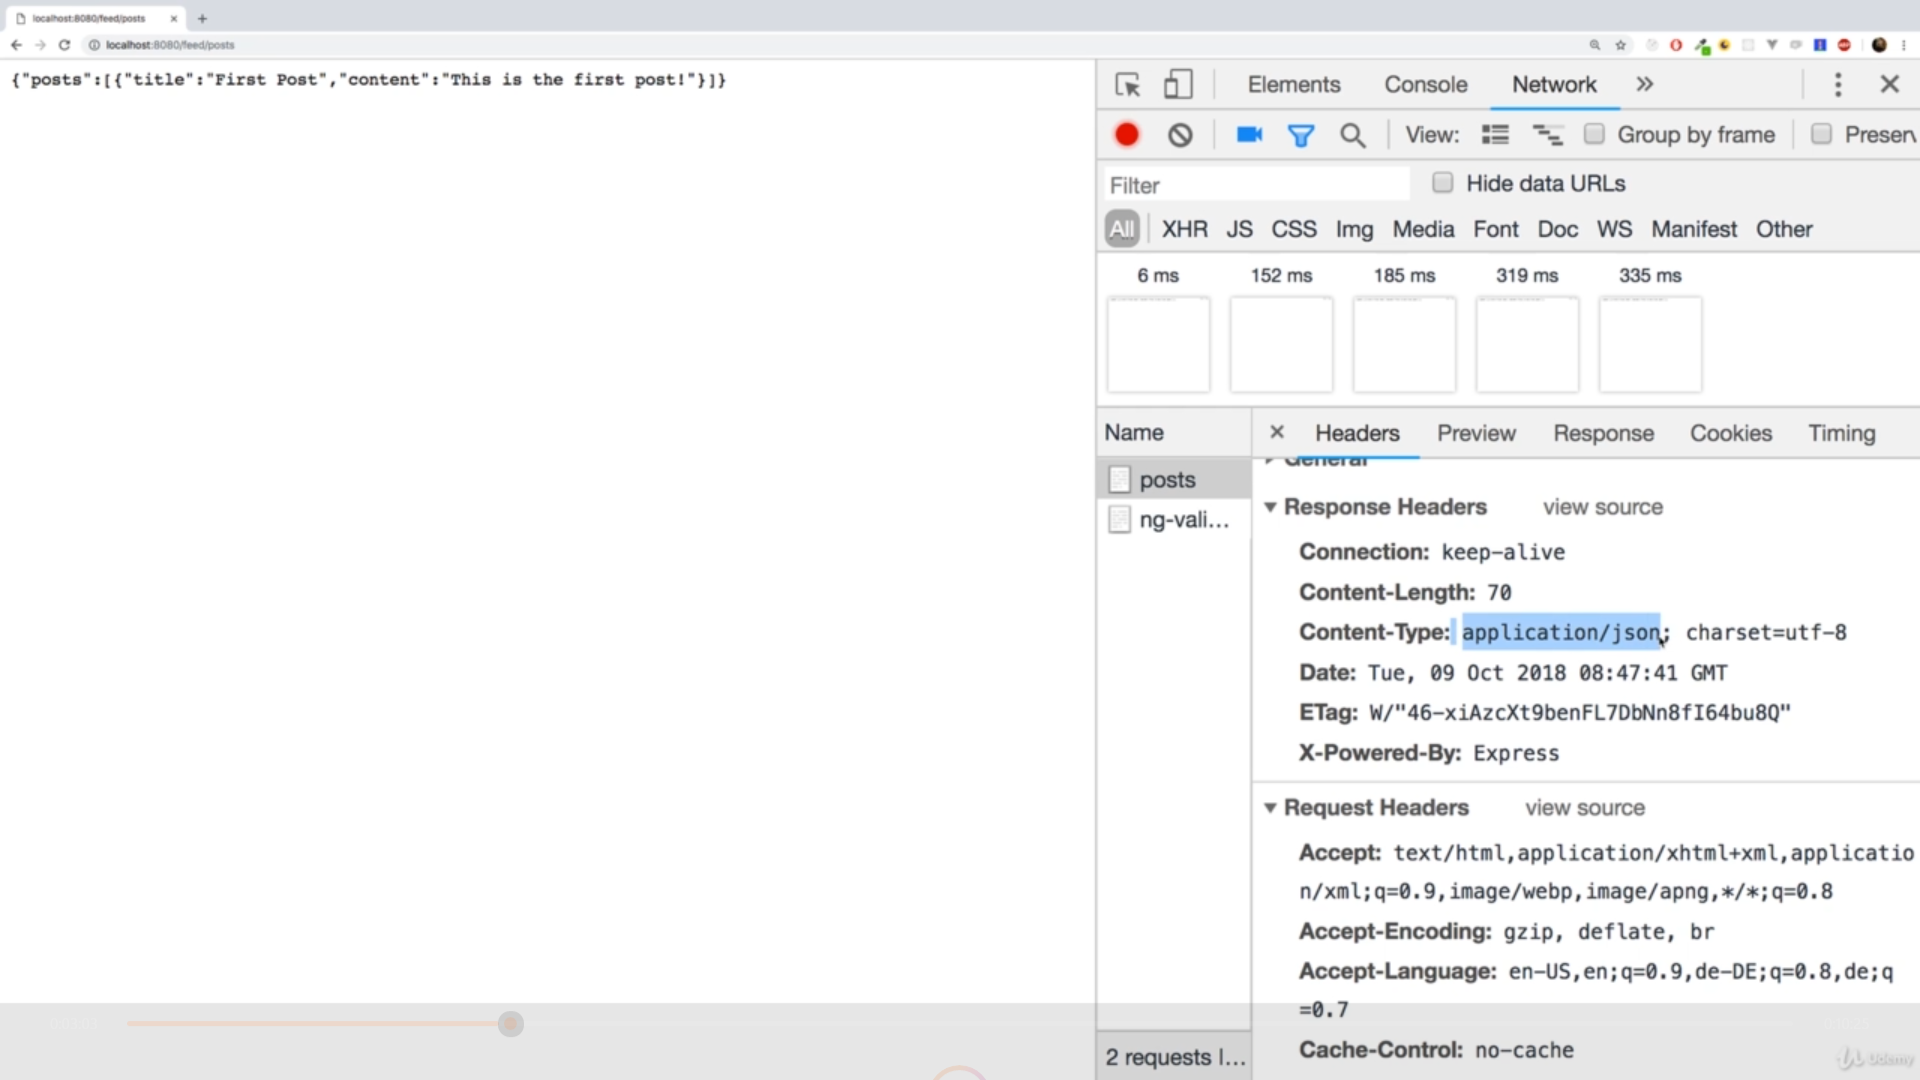 localhost:8080/feed/posts
localhost:8080/feed/posts
{"posts":[{"title":"First Post","content":"This is the first post!"}]}
Elements Console Network
View: Group by frame Preserv
Filter Hide data URLs
All XHR JS CSS Img Media Font Doc WS Manifest Other
6 ms 152 ms 185 ms 319 ms 335 ms
Name Headers Preview Response Cookies Timing
General
posts
ng-vali...
Response Headers view source
Connection: keep-alive
Content-Length: 70
Content-Type: application/json; charset=utf-8
Date: Tue, 09 Oct 2018 08:47:41 GMT
ETag: W/"46-xiAzcXt9benFL7DbNn8fI64bu8Q"
X-Powered-By: Express
Request Headers view source
Accept: text/html,application/xhtml+xml,applicatio
n/xml;q=0.9,image/webp,image/apng,*/*;q=0.8
Accept-Encoding: gzip, deflate, br
Accept-Language: en-US,en;q=0.9,de-DE;q=0.8,de;q
=0.7
Cache-Control: no-cache
2 requests |...
Udemy